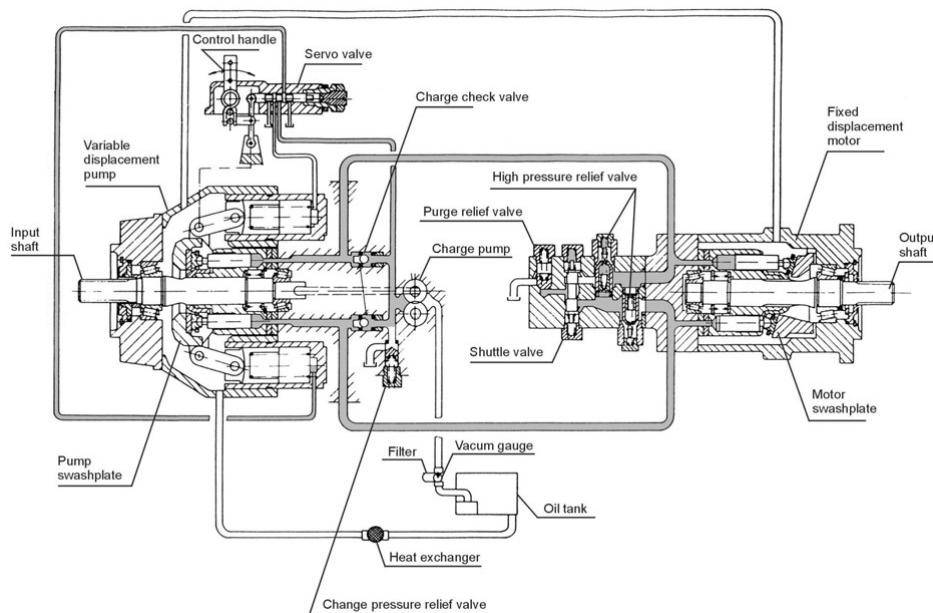 Control handle
Servo valve
Charge check valve
Variable
displacement
pump
Fixed
displacement
motor
High pressure relief valve
Purge relief valve
Input
shaft
Charge pump
Output
shaft
Shuttle valve
Motor
swashplate
Pump
swashplate
Filter
Vacum gauge
Oil tank
Heat exchanger
Change pressure relief valve